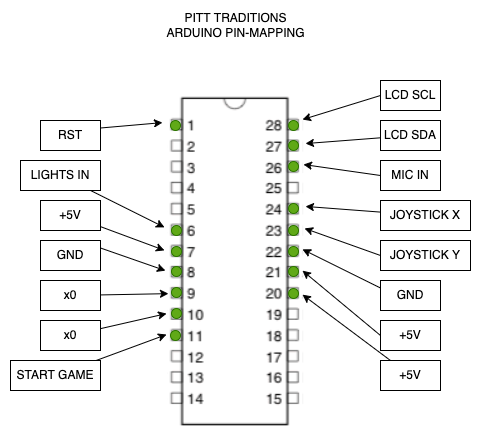 PITT TRADITIONS
ARDUINO PIN-MAPPING
LCD SCL
RST
1
28
LCD SDA
2
27
LIGHTS IN
3
26
MIC IN
4
25
+5V
5
24
JOYSTICK X
6
23
GND
7
22
JOYSTICK Y
8
21
x0
9
20
GND
10
19
x0
11
18
+5V
12
17
START GAME
13
16
+5V
14
15